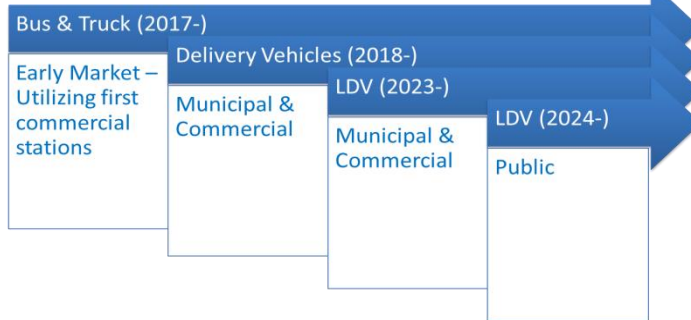 Bus & Truck (2017-)
Early Market –
Utilizing first
commercial
stations
Delivery Vehicles (2018-)
Municipal &
Commercial
LDV (2023-)
Municipal &
Commercial
LDV (2024-)
Public